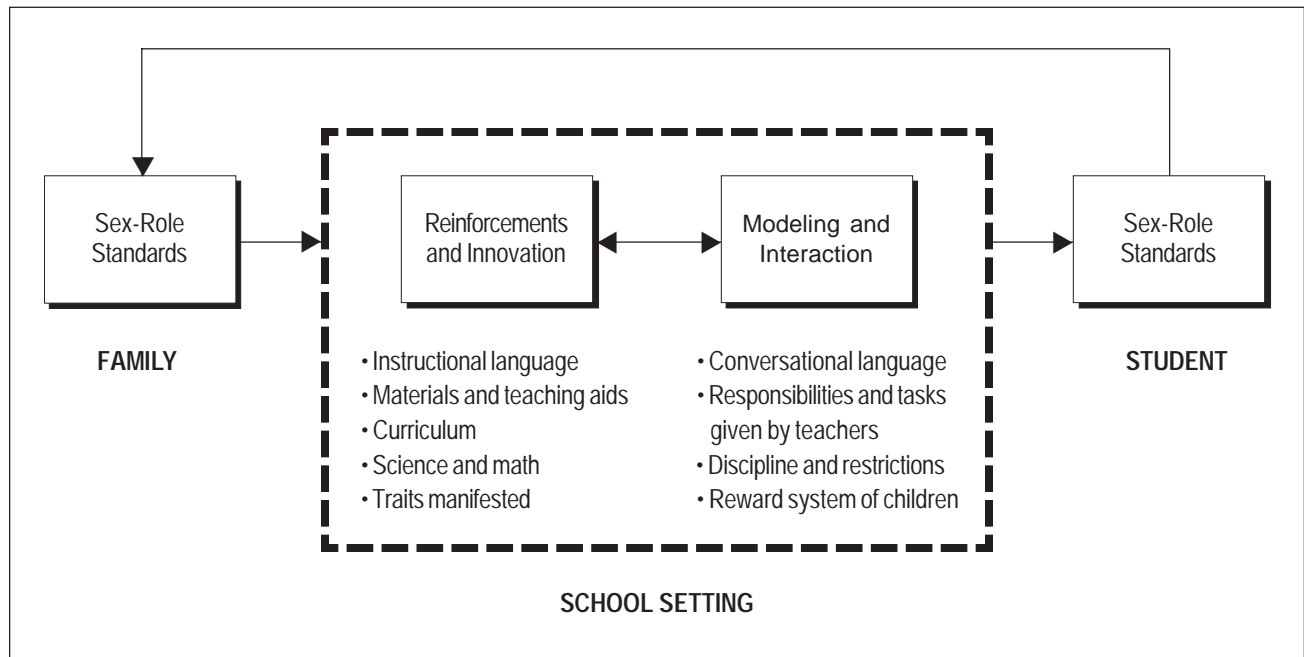 Sex-Role
Standards
FAMILY
Reinforcements
and Innovation
• Instructional language
• Materials and teaching aids
• Curriculum
• Science and math
• Traits manifested
Modeling and
Interaction
• Conversational language
• Responsibilities and tasks
given by teachers
• Discipline and restrictions
• Reward system of children
SCHOOL SETTING
Sex-Role
Standards
STUDENT